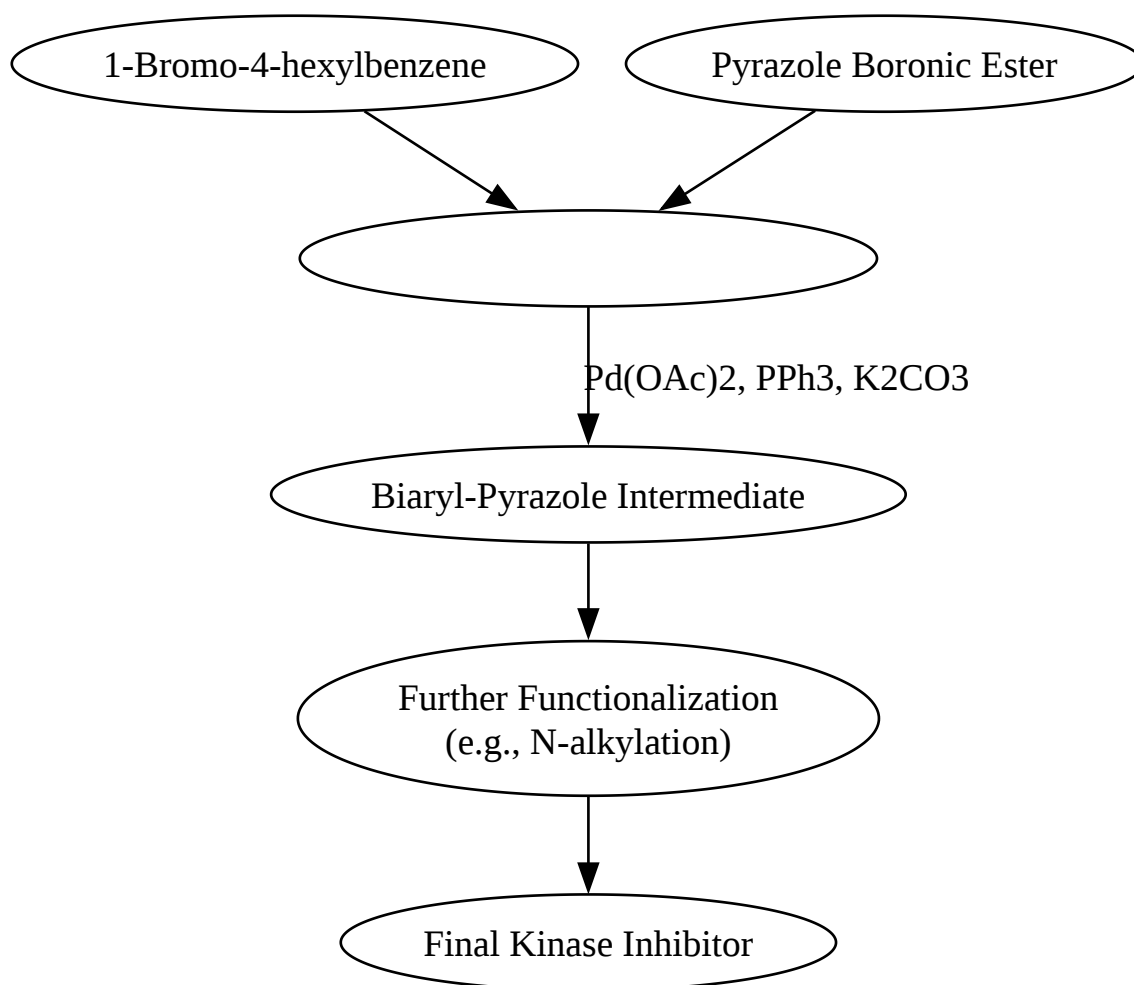 1-Bromo-4-hexylbenzene
Pyrazole Boronic Ester
Pd(OAc)2, PPh3, K2CO3
Biaryl-Pyrazole Intermediate
Further Functionalization
(e.g., N-alkylation)
Final Kinase Inhibitor